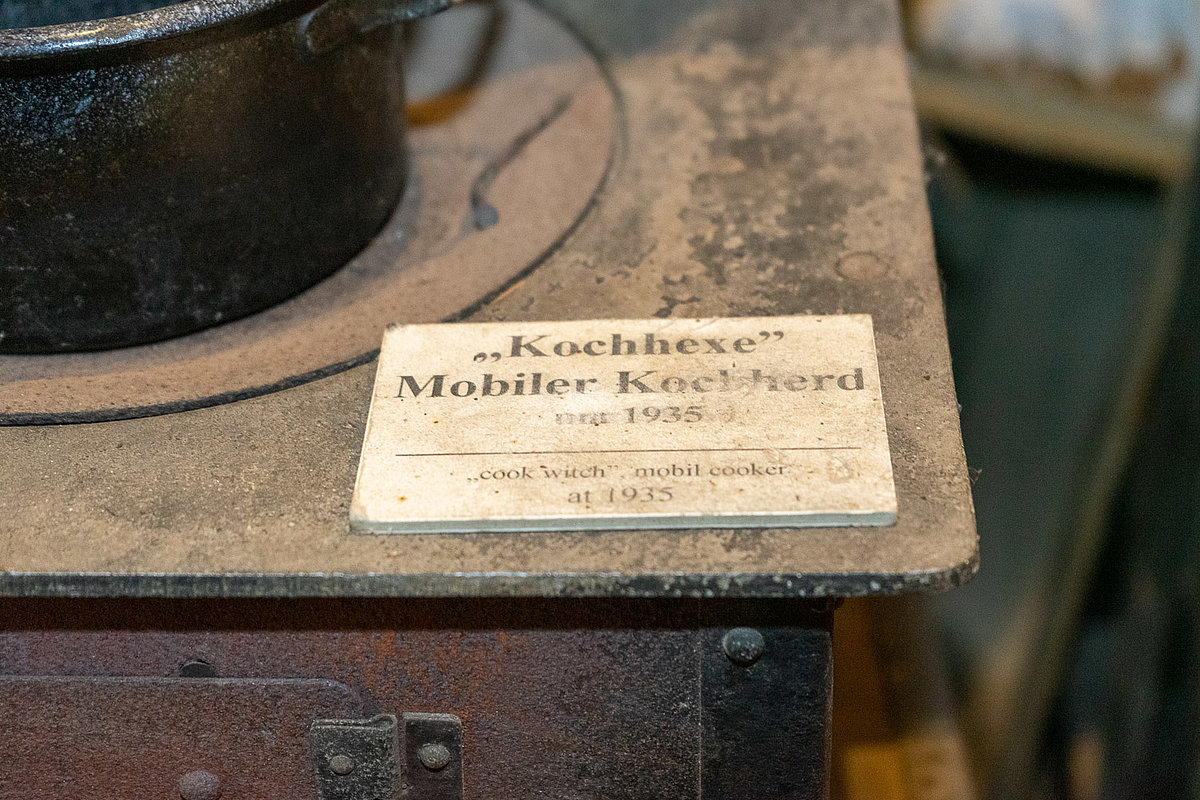 „Kochhexe”
Mobiler Kochherd
um 1935
„cook witch”, mobil cooker
at 1935